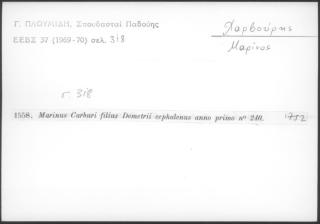 Γ. ΠΛΟΥΜΙΔΗ, Σπουδασταί Παδούης
ΕΕΒΣ 37 (1969-70) σελ. 318
Χαρβούρης
Μαρίνος
σ. 318
1558. Marinus Carburi filius Demetrii cephalenus anno primo nº 240. 1752